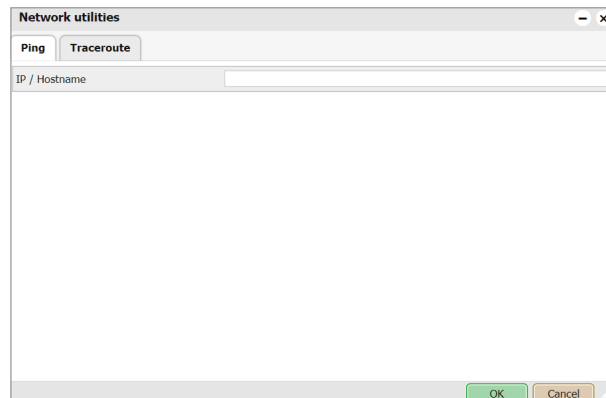 Network utilities
Ping Traceroute
IP / Hostname
OK Cancel